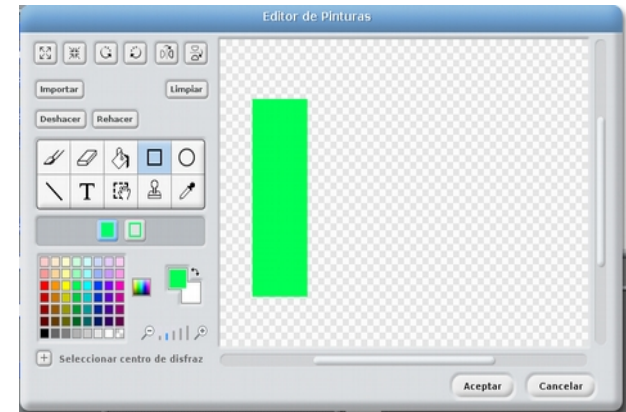 Editor de Pinturas
Importar
Limpiar
Deshacer
Rehacer
T
Seleccionar centro de disfraz
Aceptar
Cancelar